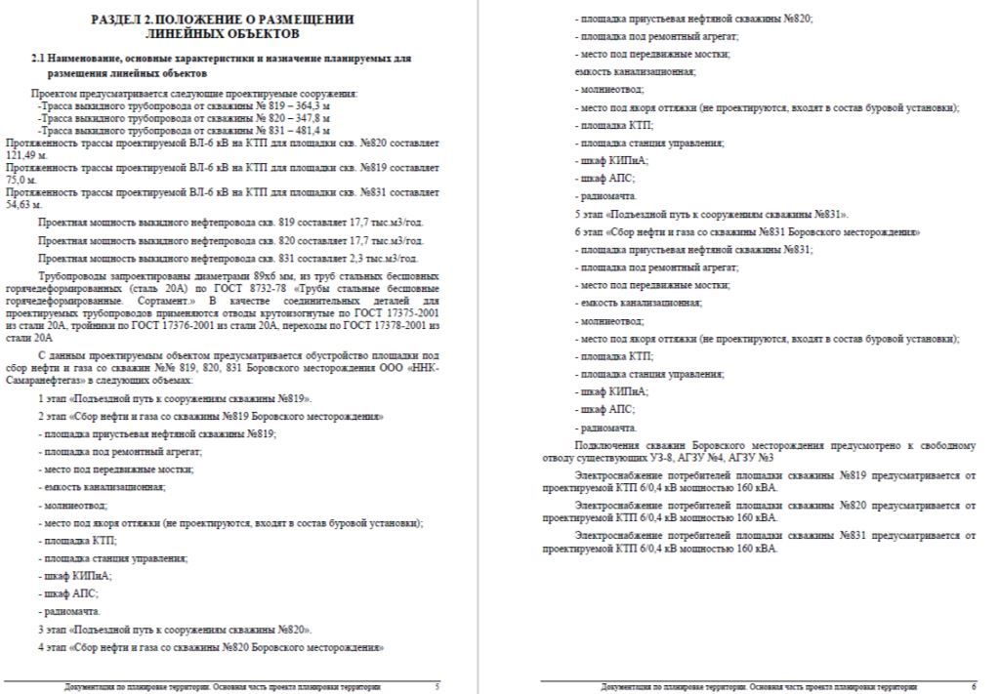 РАЗДЕЛ 2. ПОЛОЖЕНИЕ О РАЗМЕЩЕНИИ
ЛИНЕЙНЫХ ОБЪЕКТОВ
2.1 Наименование, основные характеристики и назначение планируемых для
размещения линейных объектов
Проектом предусматривается следующие проектируемые сооружения:
-Трасса выкидного трубопровода от скважины № 819 – 364,3 м
-Трасса выкидного трубопровода от скважины № 820 – 347,8 м
-Трасса выкидного трубопровода от скважины № 831 – 481,4 м
Протяженность трассы проектируемой ВЛ-6 кВ на КТП для площадки скв. №820 составляет
121,49 м.
Протяженность трассы проектируемой ВЛ-6 кВ на КТП для площадки скв. №819 составляет
75,0 м.
Протяженность трассы проектируемой ВЛ-6 кВ на КТП для площадки скв. №831 составляет
54,63 м.
Проектная мощность выкидного нефтепровода скв. 819 составляет 17,7 тыс.м3/год.
Проектная мощность выкидного нефтепровода скв. 820 составляет 17,7 тыс.м3/год.
Проектная мощность выкидного нефтепровода скв. 831 составляет 2,3 тыс.м3/год.
Трубопроводы запроектированы диаметрами 89х6 мм, из труб стальных бесшовных
горячедеформированных (сталь 20А) по ГОСТ 8732-78 «Трубы стальные бесшовные
горячедеформированные. Сортамент.» В качестве соединительных деталей для
проектируемых трубопроводов применяются отводы крутоизогнутые по ГОСТ 17375-2001
из стали 20А, тройники по ГОСТ 17376-2001 из стали 20А, переходы по ГОСТ 17378-2001 из
стали 20А
С данным проектируемым объектом предусматривается обустройство площадки под
сбор нефти и газа со скважин №№ 819, 820, 831 Боровского месторождения ООО «ННК-
Самаранефтегаз» в следующих объемах:
1 этап «Подъездной путь к сооружениям скважины №819».
2 этап «Сбор нефти и газа со скважины №819 Боровского месторождения»
- площадка приустьевая нефтяной скважины №819;
- площадка под ремонтный агрегат;
- место под передвижные мостки;
- емкость канализационная;
- молниеотвод;
- место под якоря оттяжки (не проектируются, входят в состав буровой установки);
- площадка КТП;
- площадка станция управления;
- шкаф КИПиА;
- шкаф АПС;
- радиомачта.
3 этап «Подъездной путь к сооружениям скважины №820».
4 этап «Сбор нефти и газа со скважины №820 Боровского месторождения»
Документация по планировке территории. Основная часть проекта планировки территории 5
- площадка приустьевая нефтяной скважины №820;
- площадка под ремонтный агрегат;
- место под передвижные мостки;
емкость канализационная;
- молниеотвод;
- место под якоря оттяжки (не проектируются, входят в состав буровой установки);
- площадка КТП;
- площадка станция управления;
- шкаф КИПиА;
- шкаф АПС;
- радиомачта.
5 этап «Подъездной путь к сооружениям скважины №831».
6 этап «Сбор нефти и газа со скважины №831 Боровского месторождения»
- площадка приустьевая нефтяной скважины №831;
- площадка под ремонтный агрегат;
- место под передвижные мостки;
- емкость канализационная;
- молниеотвод;
- место под якоря оттяжки (не проектируются, входят в состав буровой установки);
- площадка КТП;
- площадка станция управления;
- шкаф КИПиА;
- шкаф АПС;
- радиомачта.
Подключения скважин Боровского месторождения предусмотрено к свободному
отводу существующих УЗ-8, АГЗУ №4, АГЗУ №3
Электроснабжение потребителей площадки скважины №819 предусматривается от
проектируемой КТП 6/0,4 кВ мощностью 160 кВА.
Электроснабжение потребителей площадки скважины №820 предусматривается от
проектируемой КТП 6/0,4 кВ мощностью 160 кВА.
Электроснабжение потребителей площадки скважины №831 предусматривается от
проектируемой КТП 6/0,4 кВ мощностью 160 кВА.
Документация по планировке территории. Основная часть проекта планировки территории 6